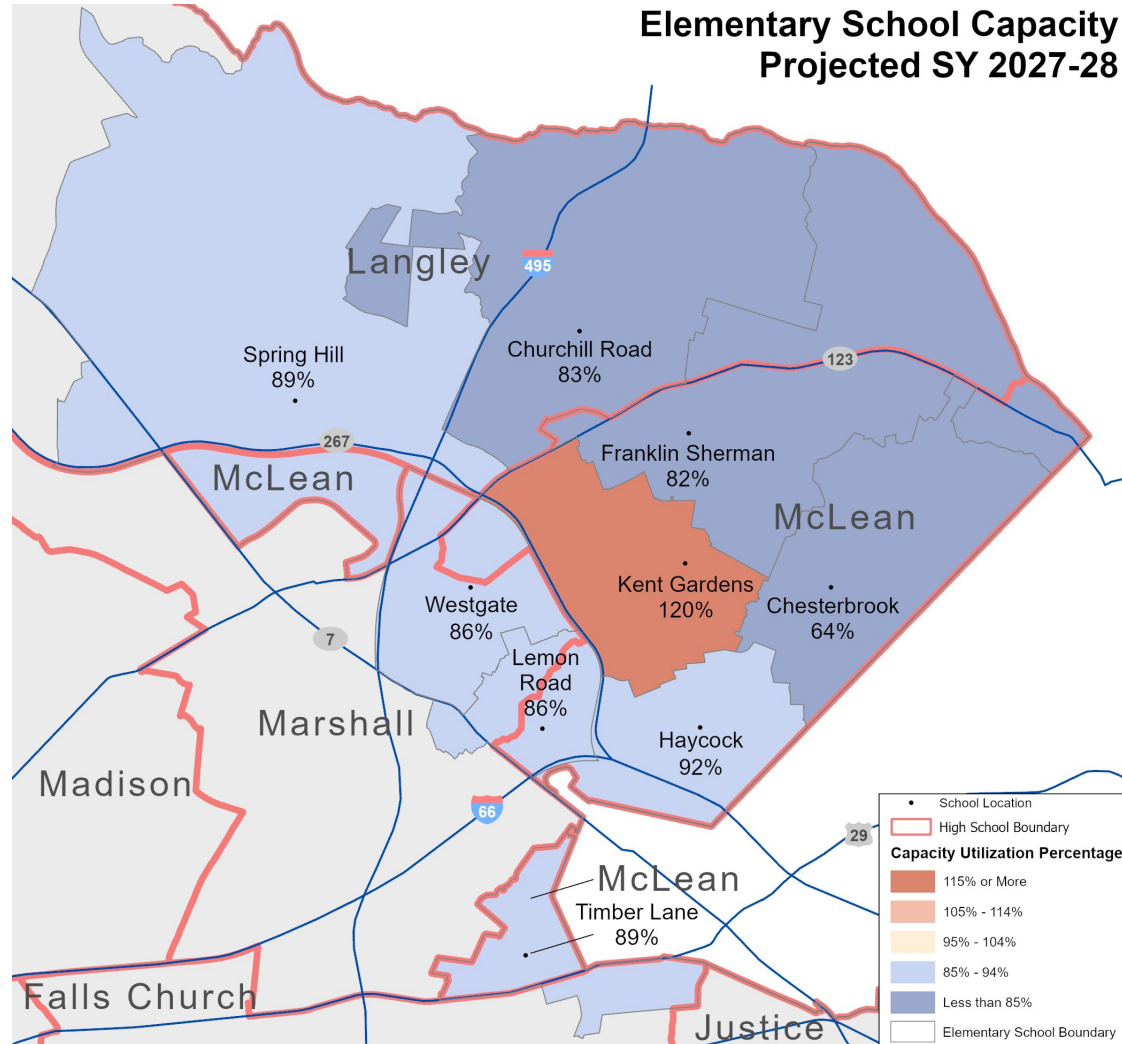 Elementary School Capacity
Projected SY 2027-28
Langley
495
Spring Hill
89%
Churchill Road
83%
123
267
McLean
Franklin Sherman
82%
McLean
Kent Gardens
120%
Westgate
86%
Chesterbrook
64%
7
Lemon
Road
86%
Marshall
Haycock
92%
Madison
66
29
McLean
Timber Lane
89%
Falls Church
Justice
School Location
High School Boundary
Capacity Utilization Percentage
115% or More
105% - 114%
95% - 104%
85% - 94%
Less than 85%
Elementary School Boundary